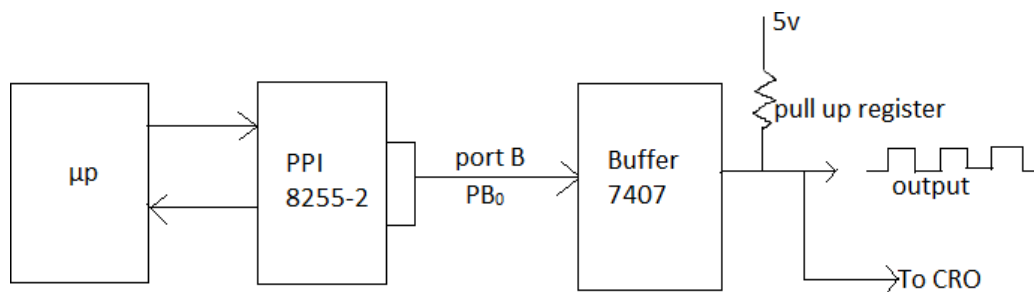 5v
pull up register
μp
PPI
8255-2
port B
PB₀
Buffer
7407
output
To CRO